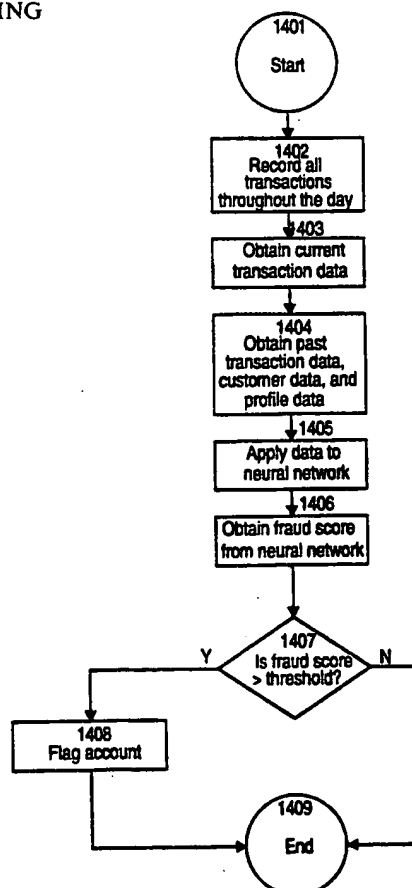 ING
1401
Start
1402
Record all
transactions
throughout the day
1403
Obtain current
transaction data
1404
Obtain past
transaction data,
customer data, and
profile data
1405
Apply data to
neural network
1406
Obtain fraud score
from neural network
1407
Is fraud score
> threshold?
Y
N
1408
Flag account
1409
End